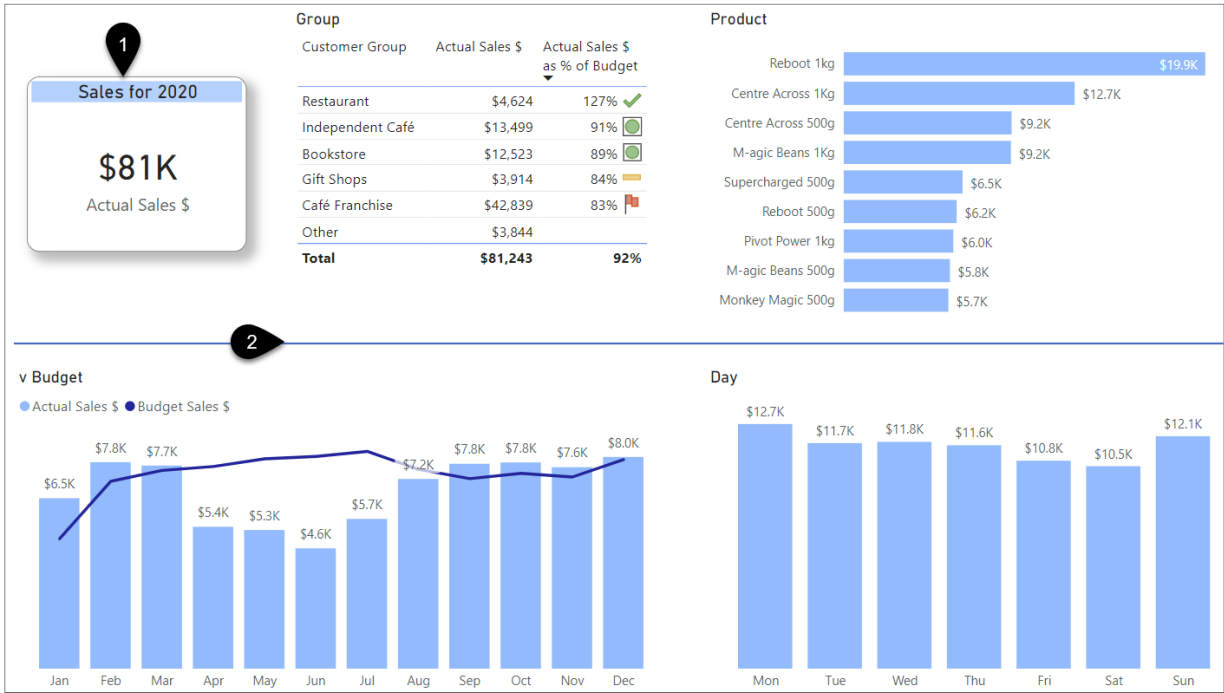 1
Sales for 2020
$81K
Actual Sales $
Group
Customer Group Actual Sales $ Actual Sales $
as % of Budget
Restaurant $4,624 127%
Independent Café $13,499 91%
Bookstore $12,523 89%
Gift Shops $3,914 84%
Café Franchise $42,839 83%
Other $3,844
Total $81,243 92%
Product
Reboot 1kg $19.9K
Centre Across 1Kg $12.7K
Centre Across 500g $9.2K
M-agic Beans 1Kg $9.2K
Supercharged 500g $6.5K
Reboot 500g $6.2K
Pivot Power 1kg $6.0K
M-agic Beans 500g $5.8K
Monkey Magic 500g $5.7K
2
v Budget
Actual Sales $ Budget Sales $
$6.5K $7.8K $7.7K $5.4K $5.3K $4.6K $5.7K $7.2K $7.8K $7.8K $7.6K $8.0K
Jan Feb Mar Apr May Jun Jul Aug Sep Oct Nov Dec
Day
$12.7K $11.7K $11.8K $11.6K $10.8K $10.5K $12.1K
Mon Tue Wed Thu Fri Sat Sun